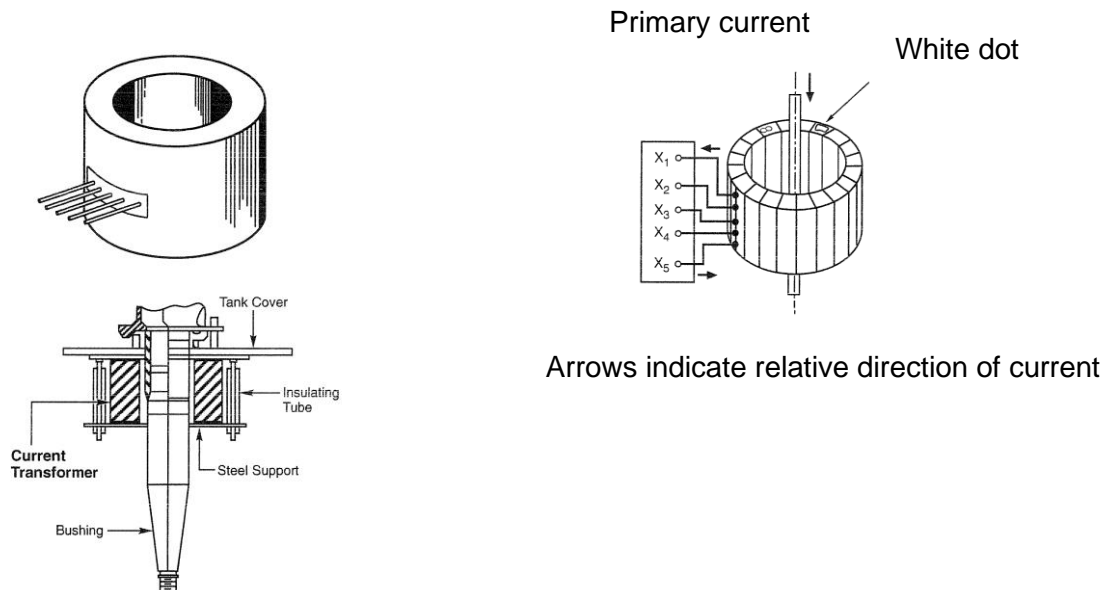 Primary current
White dot
X1
X2
X3
X4
X5
Arrows indicate relative direction of current
Tank Cover
Insulating
Tube
Current
Transformer
Steel Support
Bushing